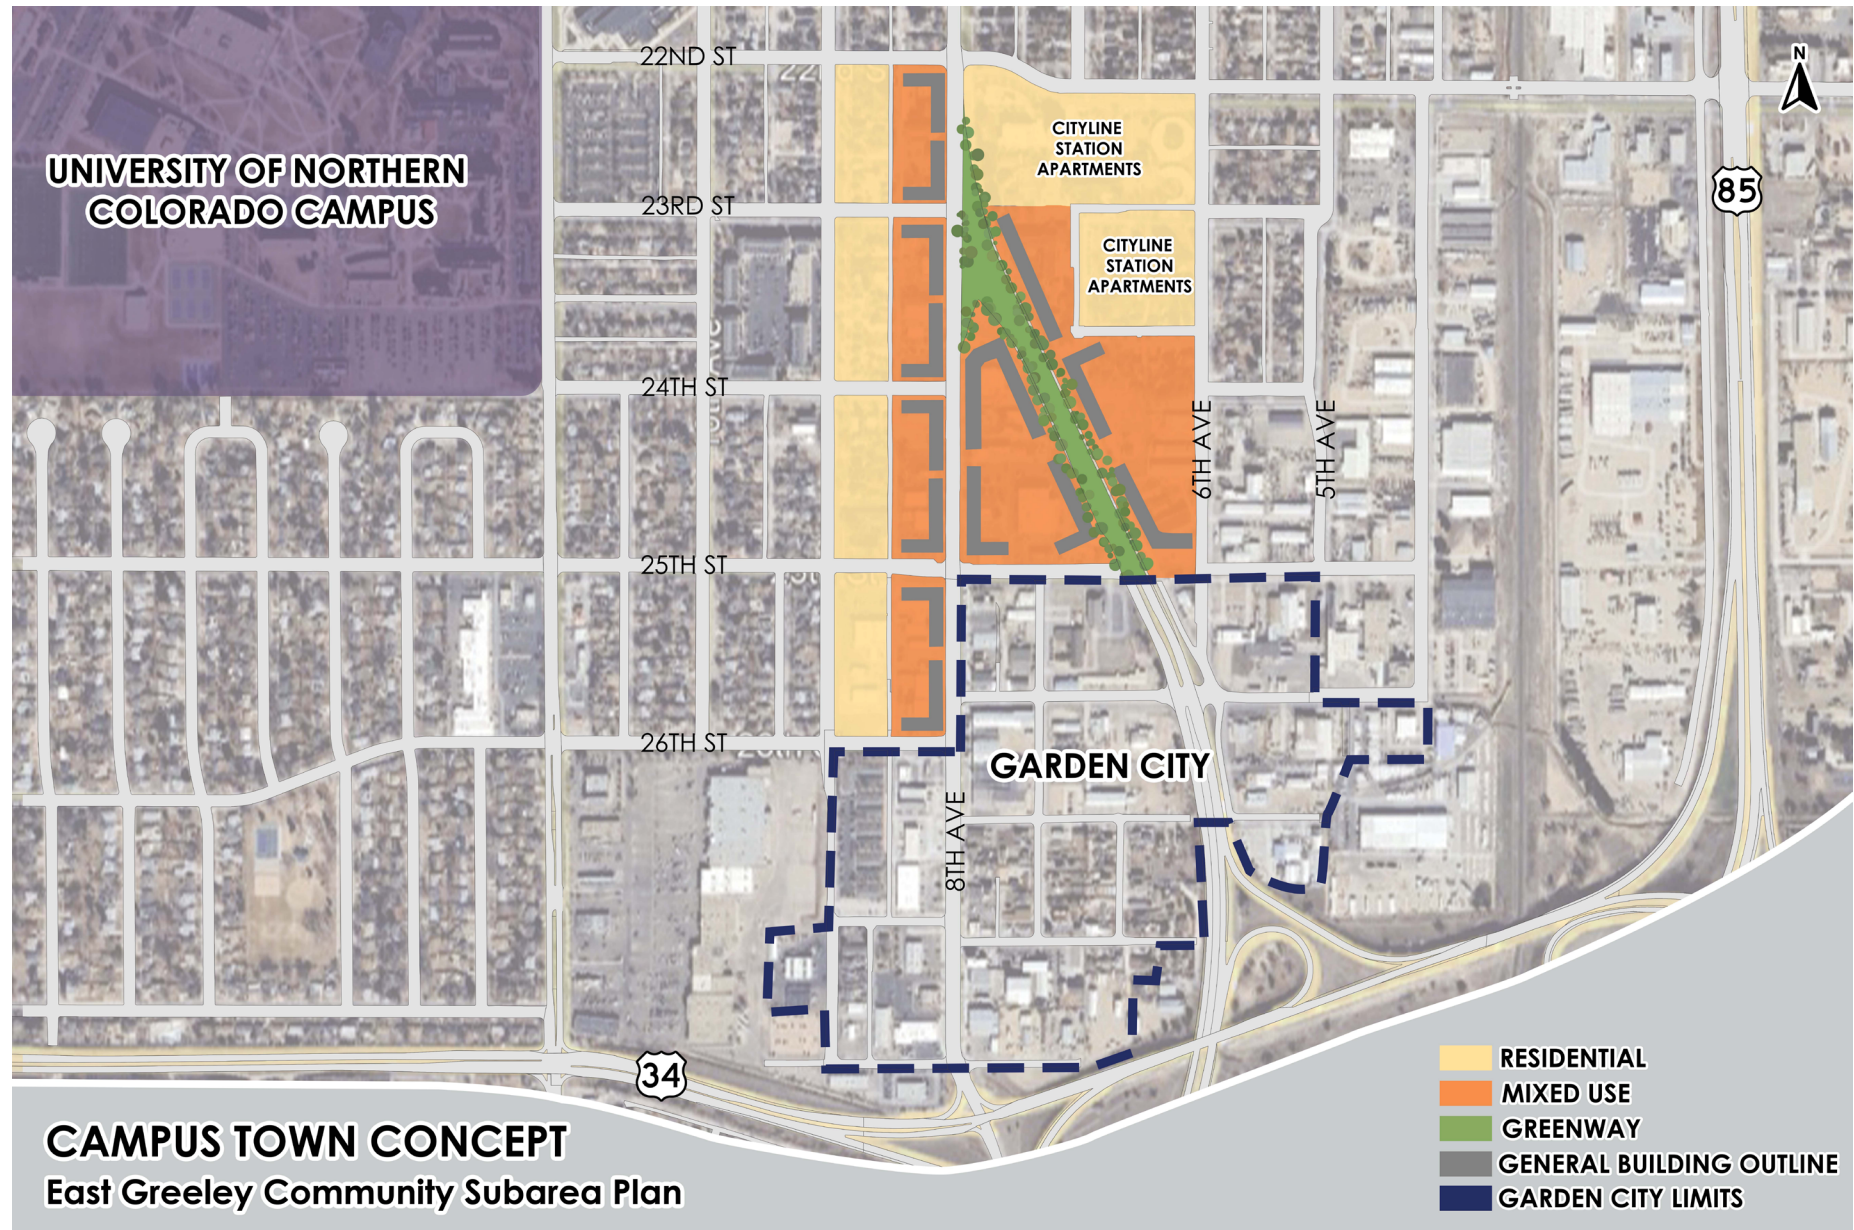 22ND ST
N
CITYLINE
STATION
APARTMENTS
UNIVERSITY OF NORTHERN
COLORADO CAMPUS
85
23RD ST
CITYLINE
STATION
APARTMENTS
24TH ST
6TH AVE
5TH AVE
25TH ST
26TH ST
GARDEN CITY
8TH AVE
34
CAMPUS TOWN CONCEPT
East Greeley Community Subarea Plan
RESIDENTIAL
MIXED USE
GREENWAY
GENERAL BUILDING OUTLINE
GARDEN CITY LIMITS